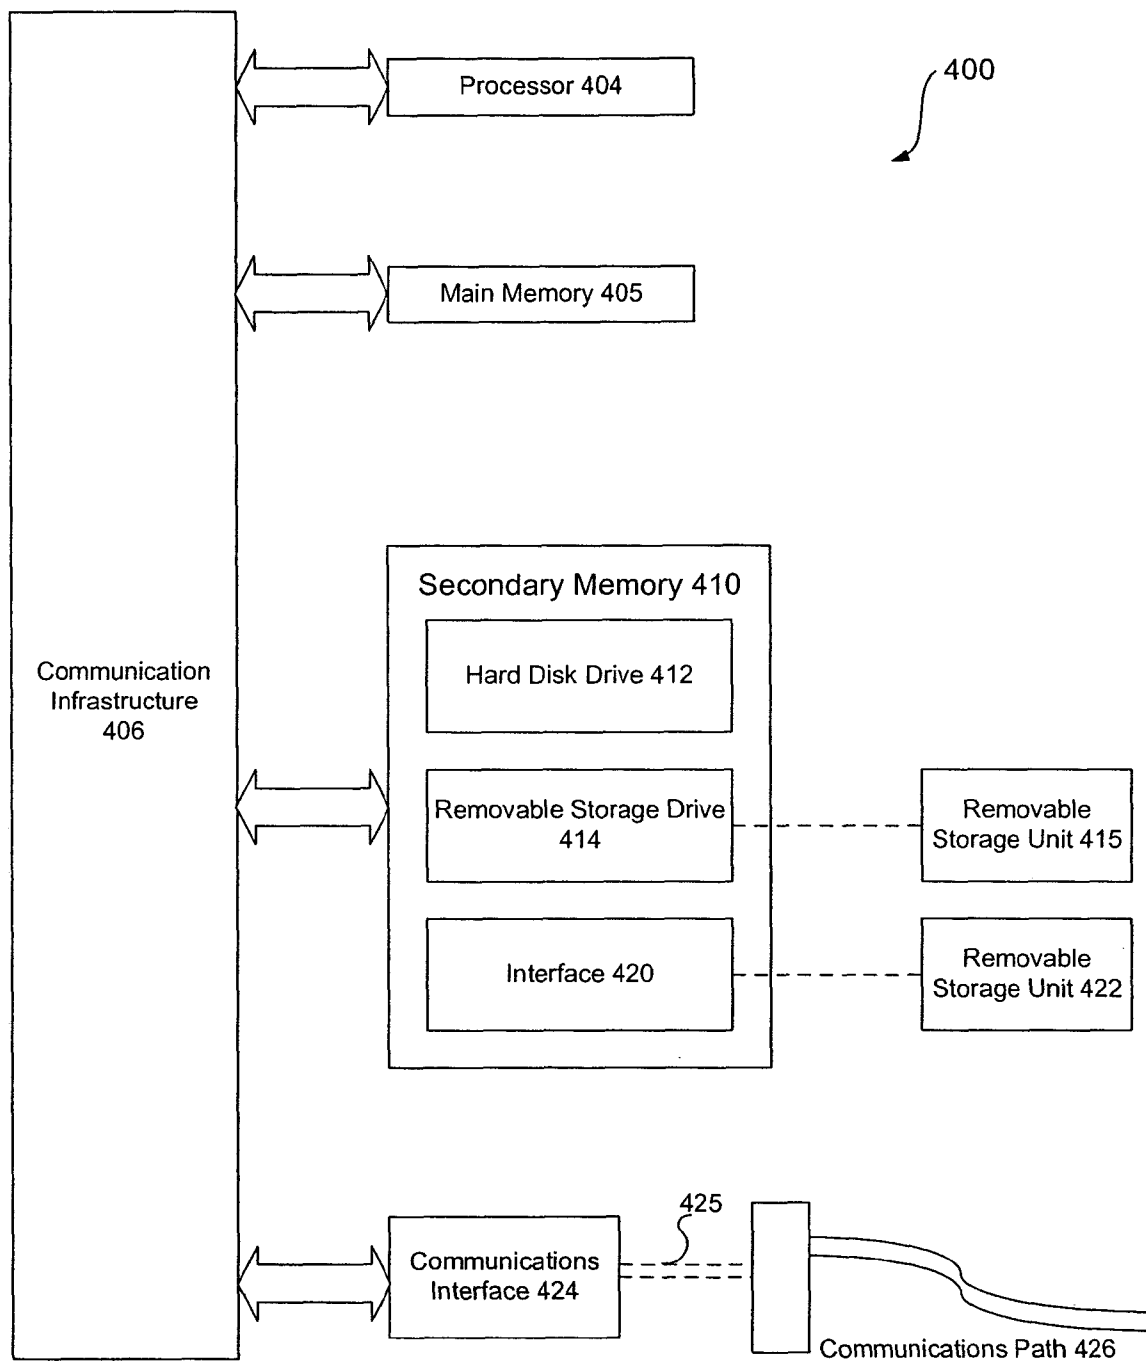 Processor 404
400
Main Memory 405
Secondary Memory 410
Hard Disk Drive 412
Communication
Infrastructure
406
Removable Storage Drive
414
Removable
Storage Unit 415
Interface 420
Removable
Storage Unit 422
425
Communications
Interface 424
Communications Path 426